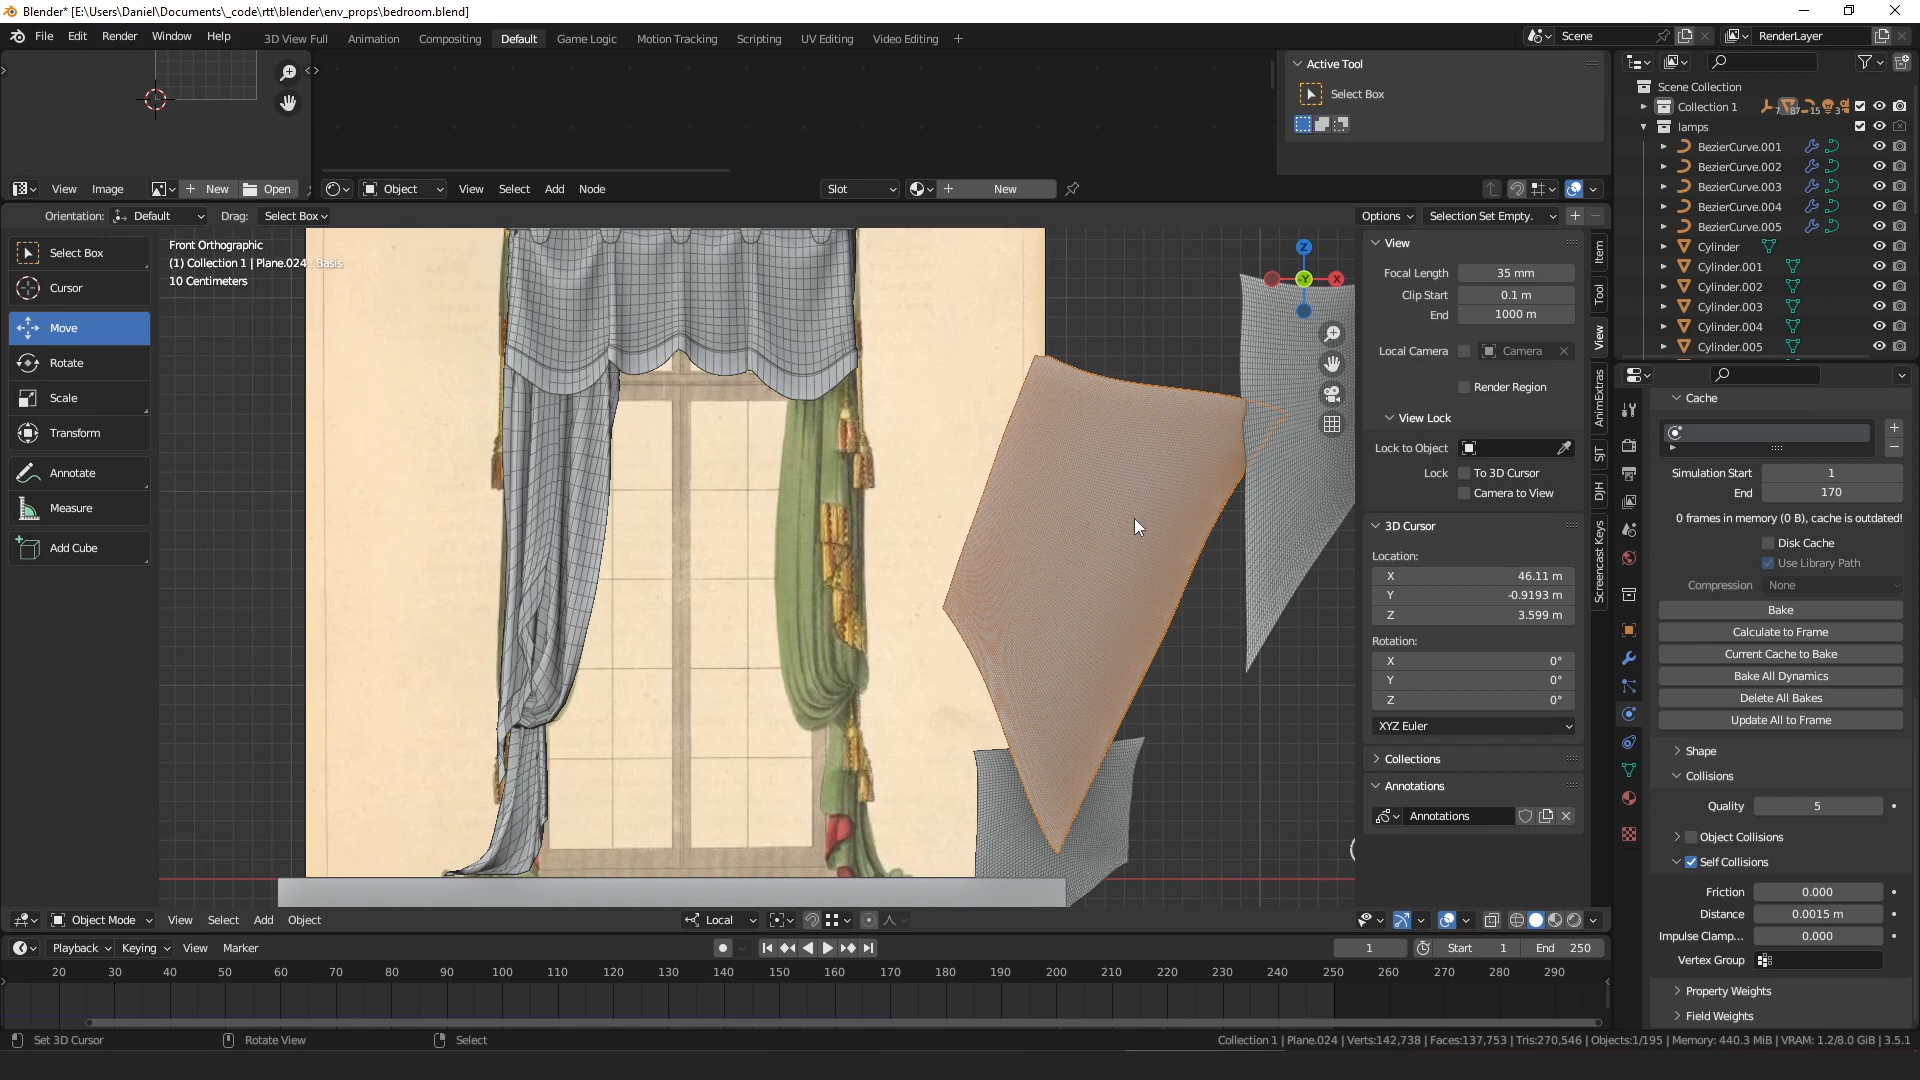 Blender* [E:\Users\Daniel\Documents\_code\rtt\blender\env_props\bedroom.blend]
File Edit Render Window Help 3D View Full Animation Compositing Default Game Logic Motion Tracking Scripting UV Editing Video Editing +
Scene RenderLayer
Active Tool
Select Box
Scene Collection
Collection 1 7 87 15 3
lamps
BezierCurve.001
BezierCurve.002
BezierCurve.003
BezierCurve.004
BezierCurve.005
Cylinder
Cylinder.001
Cylinder.002
Cylinder.003
Cylinder.004
Cylinder.005
View Image New Open Object View Select Add Node Slot New
Orientation: Default Drag: Select Box Options Selection Set Empty.
Select Box
Cursor
Move
Rotate
Scale
Transform
Annotate
Measure
Add Cube
Front Orthographic
(1) Collection 1 | Plane.024 : Basis
10 Centimeters
Z
Y
X
View
Focal Length 35 mm
Clip Start 0.1 m
End 1000 m
Local Camera Camera
Render Region
View Lock
Lock to Object
Lock To 3D Cursor
Camera to View
3D Cursor
Location:
X 46.11 m
Y -0.9193 m
Z 3.599 m
Rotation:
X 0°
Y 0°
Z 0°
XYZ Euler
Collections
Annotations
Annotations
Item
Tool
View
AnimExtras
SJT
DJH
Screencast Keys
Cache
Simulation Start 1
End 170
0 frames in memory (0 B), cache is outdated!
Disk Cache
Use Library Path
Compression None
Bake
Calculate to Frame
Current Cache to Bake
Bake All Dynamics
Delete All Bakes
Update All to Frame
Shape
Collisions
Quality 5
Object Collisions
Self Collisions
Friction 0.000
Distance 0.0015 m
Impulse Clamp... 0.000
Vertex Group
Property Weights
Field Weights
Object Mode View Select Add Object Local
Playback Keying View Marker 1 Start 1 End 250
20 30 40 50 60 70 80 90 100 110 120 130 140 150 160 170 180 190 200 210 220 230 240 250 260 270 280 290
Set 3D Cursor Rotate View Select Collection 1 | Plane.024 | Verts:142,738 | Faces:137,753 | Tris:270,546 | Objects:1/195 | Memory: 440.3 MiB | VRAM: 1.2/8.0 GiB | 3.5.1